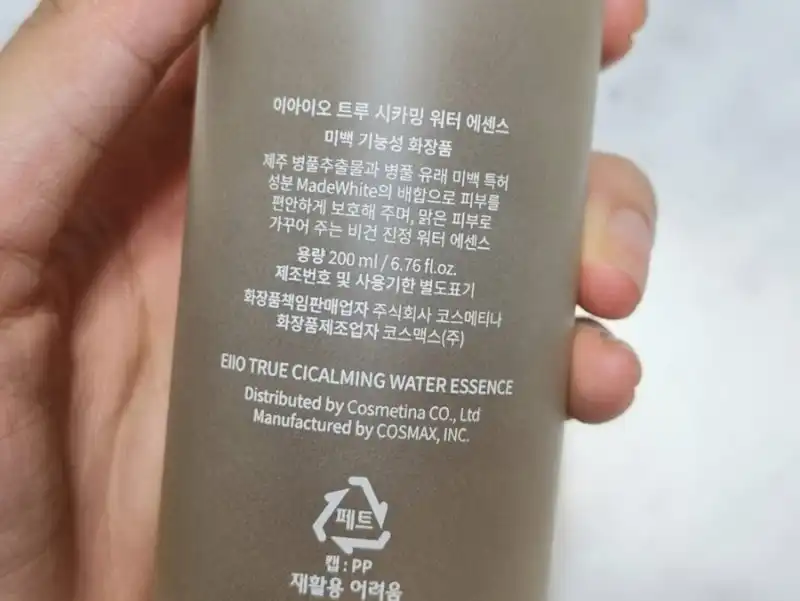 이아이오 트루 시카밍 워터 에센스
미백 기능성 화장품
제주 병풀추출물과 병풀 유래 미백 특허
성분 MadeWhite의 배합으로 피부를
편안하게 보호해 주며, 맑은 피부로
가꾸어 주는 비건 진정 워터 에센스
용량 200 ml / 6.76 fl.oz.
제조번호 및 사용기한 별도표기
화장품책임판매업자 주식회사 코스메티나
화장품제조업자 코스맥스(주)
EIIO TRUE CICALMING WATER ESSENCE
Distributed by Cosmetina CO., Ltd
Manufactured by COSMAX, INC.
페트
캡 : PP
재활용 어려움